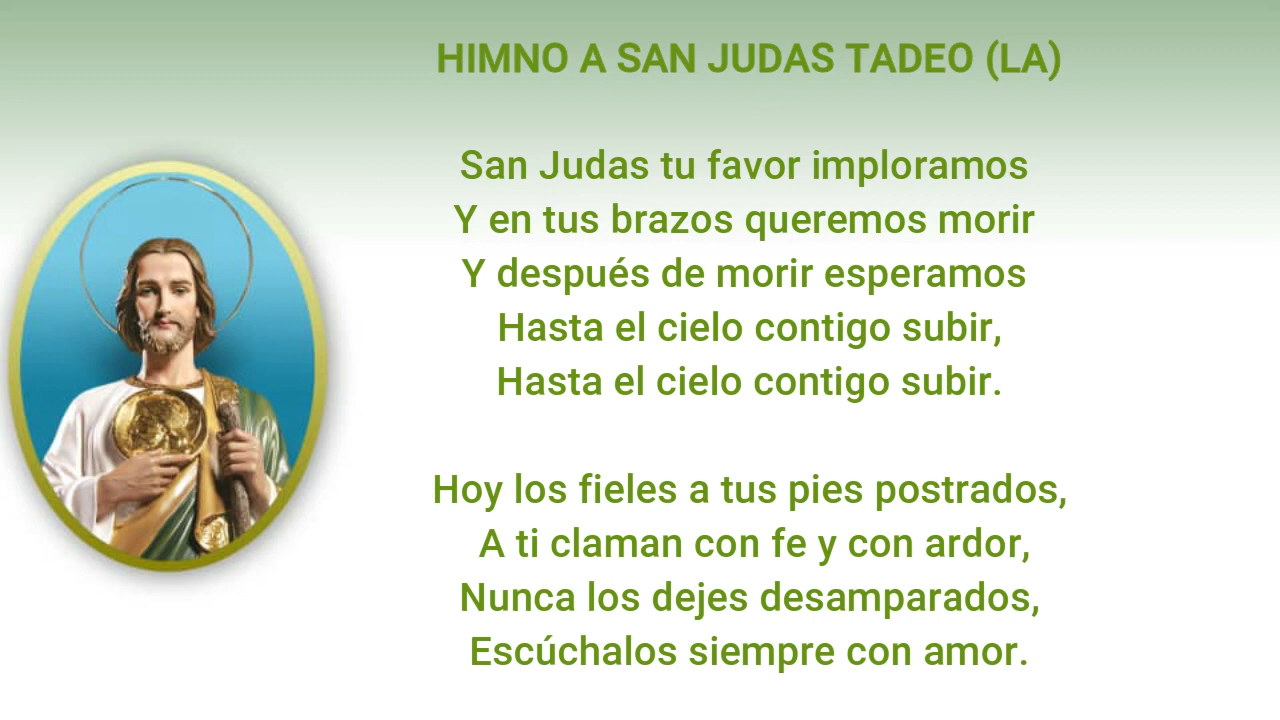 HIMNO A SAN JUDAS TADEO (LA)
San Judas tu favor imploramos
Y en tus brazos queremos morir
Y después de morir esperamos
Hasta el cielo contigo subir,
Hasta el cielo contigo subir.
Hoy los fieles a tus pies postrados,
A ti claman con fe y con ardor,
Nunca los dejes desamparados,
Escúchalos siempre con amor.